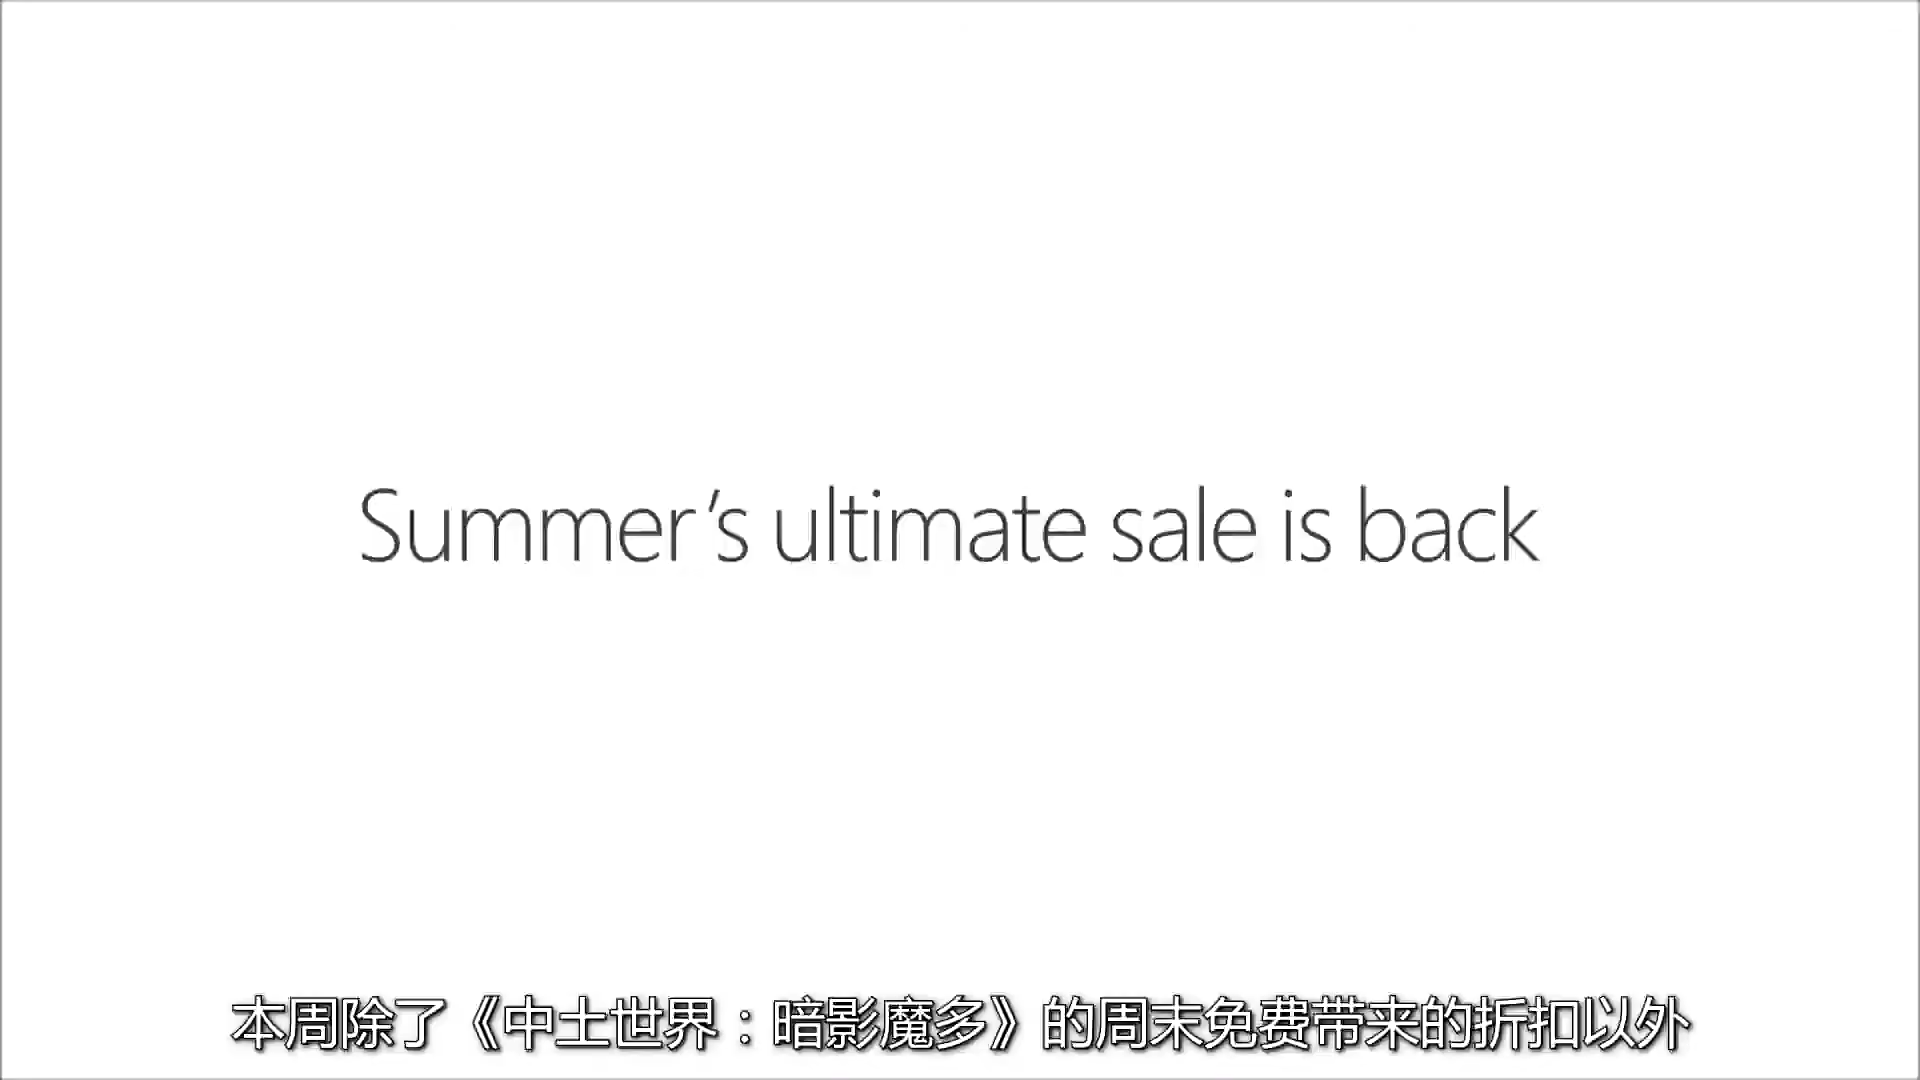 Summer’s ultimate sale is back
本周除了《中土世界：暗影魔多》的周末免费带来的折扣以外